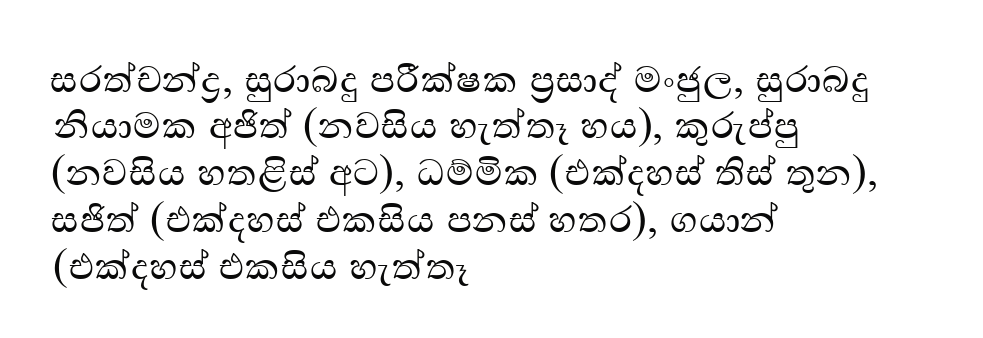 සරත්චන්ද්‍ර, සුරාබදු පරීක්ෂක ප්‍රසාද් මංජුල, සුරාබදු
නියාමක අජිත් (නවසිය හැත්තෑ හය), කුරුප්පු
(නවසිය හතළිස් අට), ධම්මික (එක්දහස් තිස් තුන),
සජිත් (එක්දහස් එකසිය පනස් හතර), ගයාන්
(එක්දහස් එකසිය හැත්තෑ